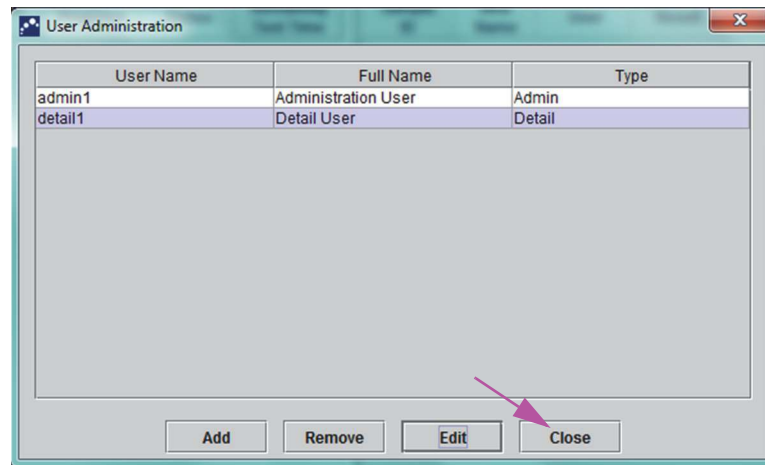 User Administration
User Name Full Name Type
admin1 Administration User Admin
detail1 Detail User Detail
Add Remove Edit Close